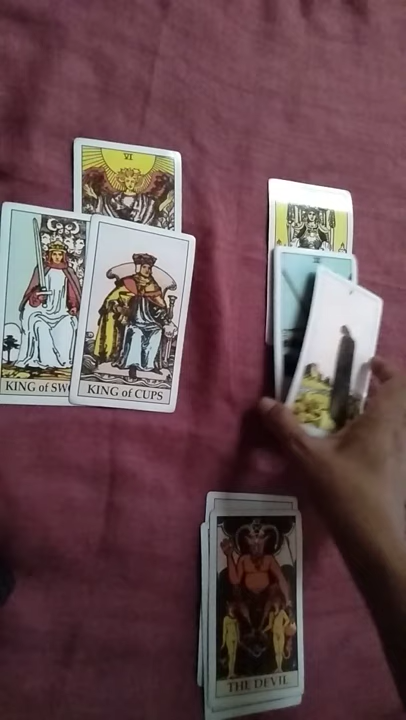 VI
KING of SW
KING of CUPS
V
THE DEVIL